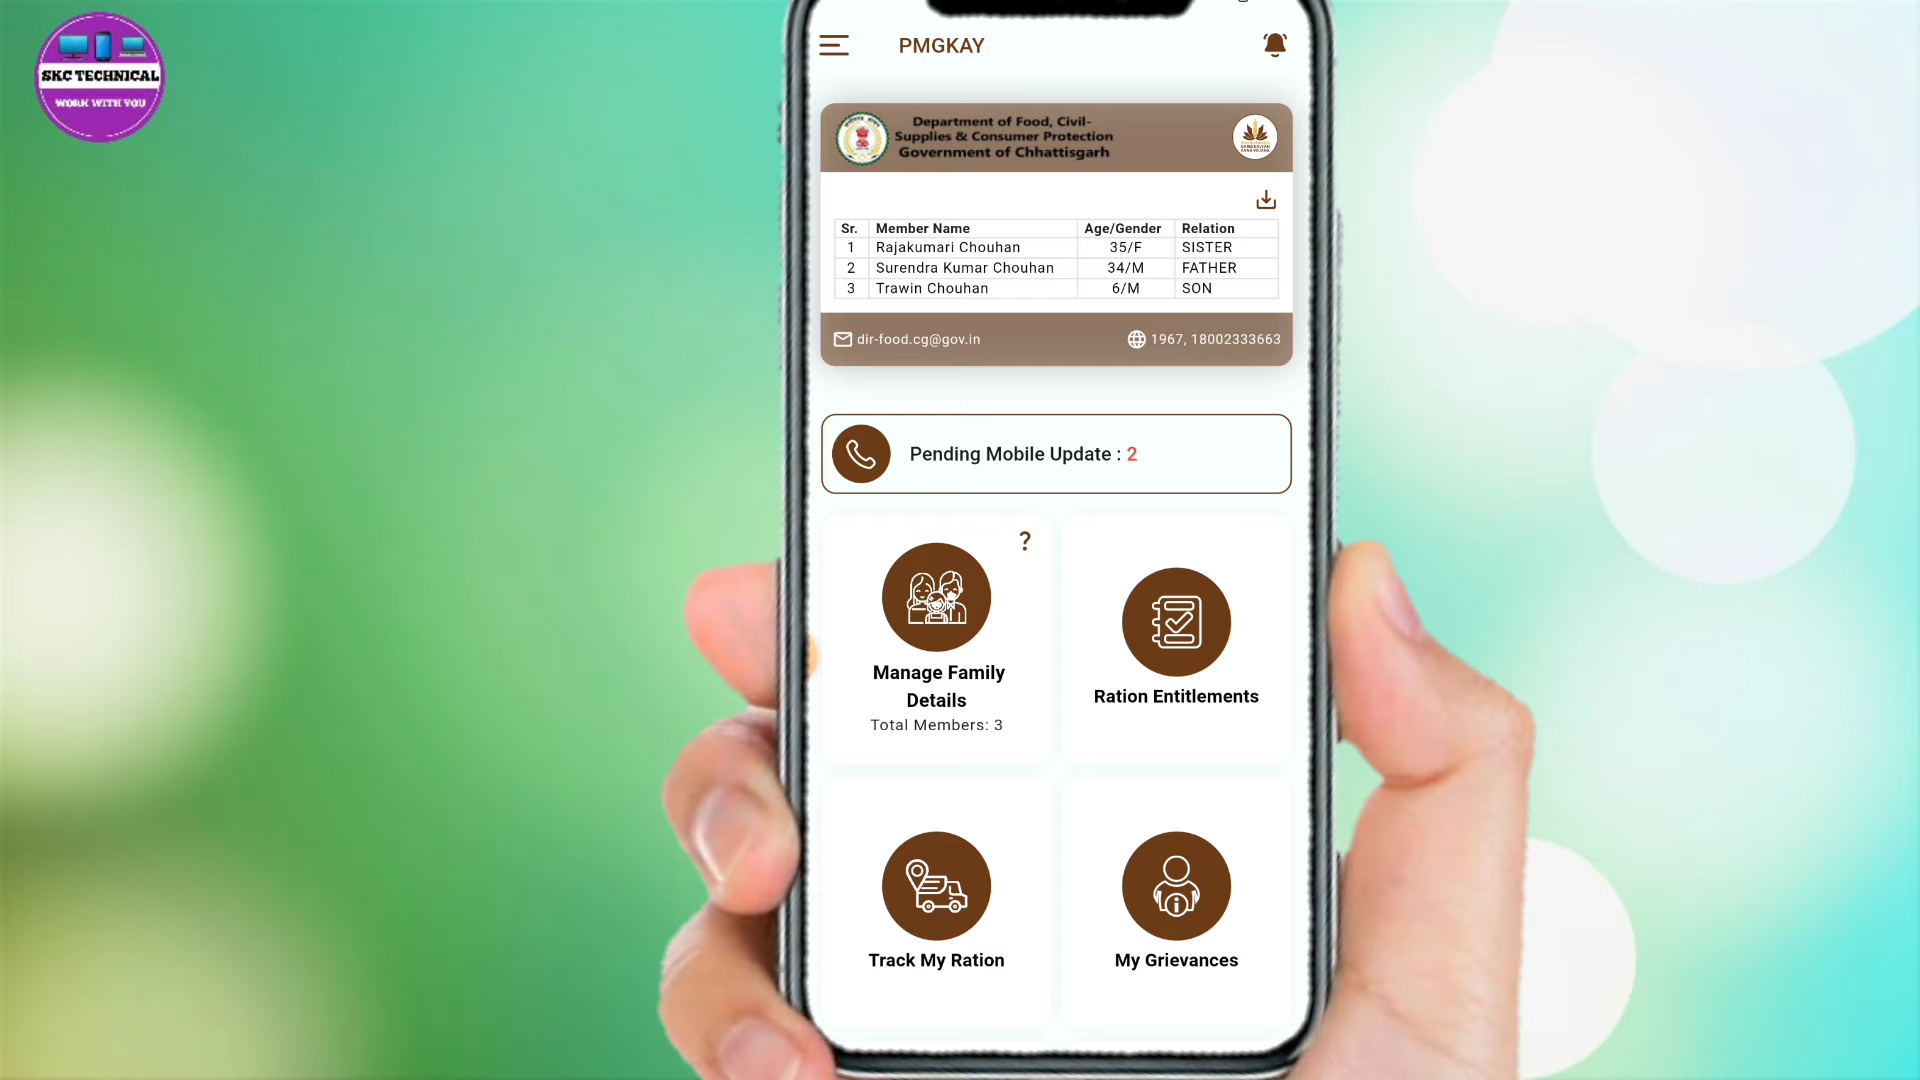 SKC TECHNICAL
WORK WITH YOU
PMGKAY
Department of Food, Civil-
Supplies & Consumer Protection
Government of Chhattisgarh
Sr. Member Name Age/Gender Relation
1 Rajakumari Chouhan 35/F SISTER
2 Surendra Kumar Chouhan 34/M FATHER
3 Trawin Chouhan 6/M SON
dir-food.cg@gov.in 1967, 18002333663
Pending Mobile Update : 2
?
Manage Family
Details
Total Members: 3
Ration Entitlements
Track My Ration
My Grievances